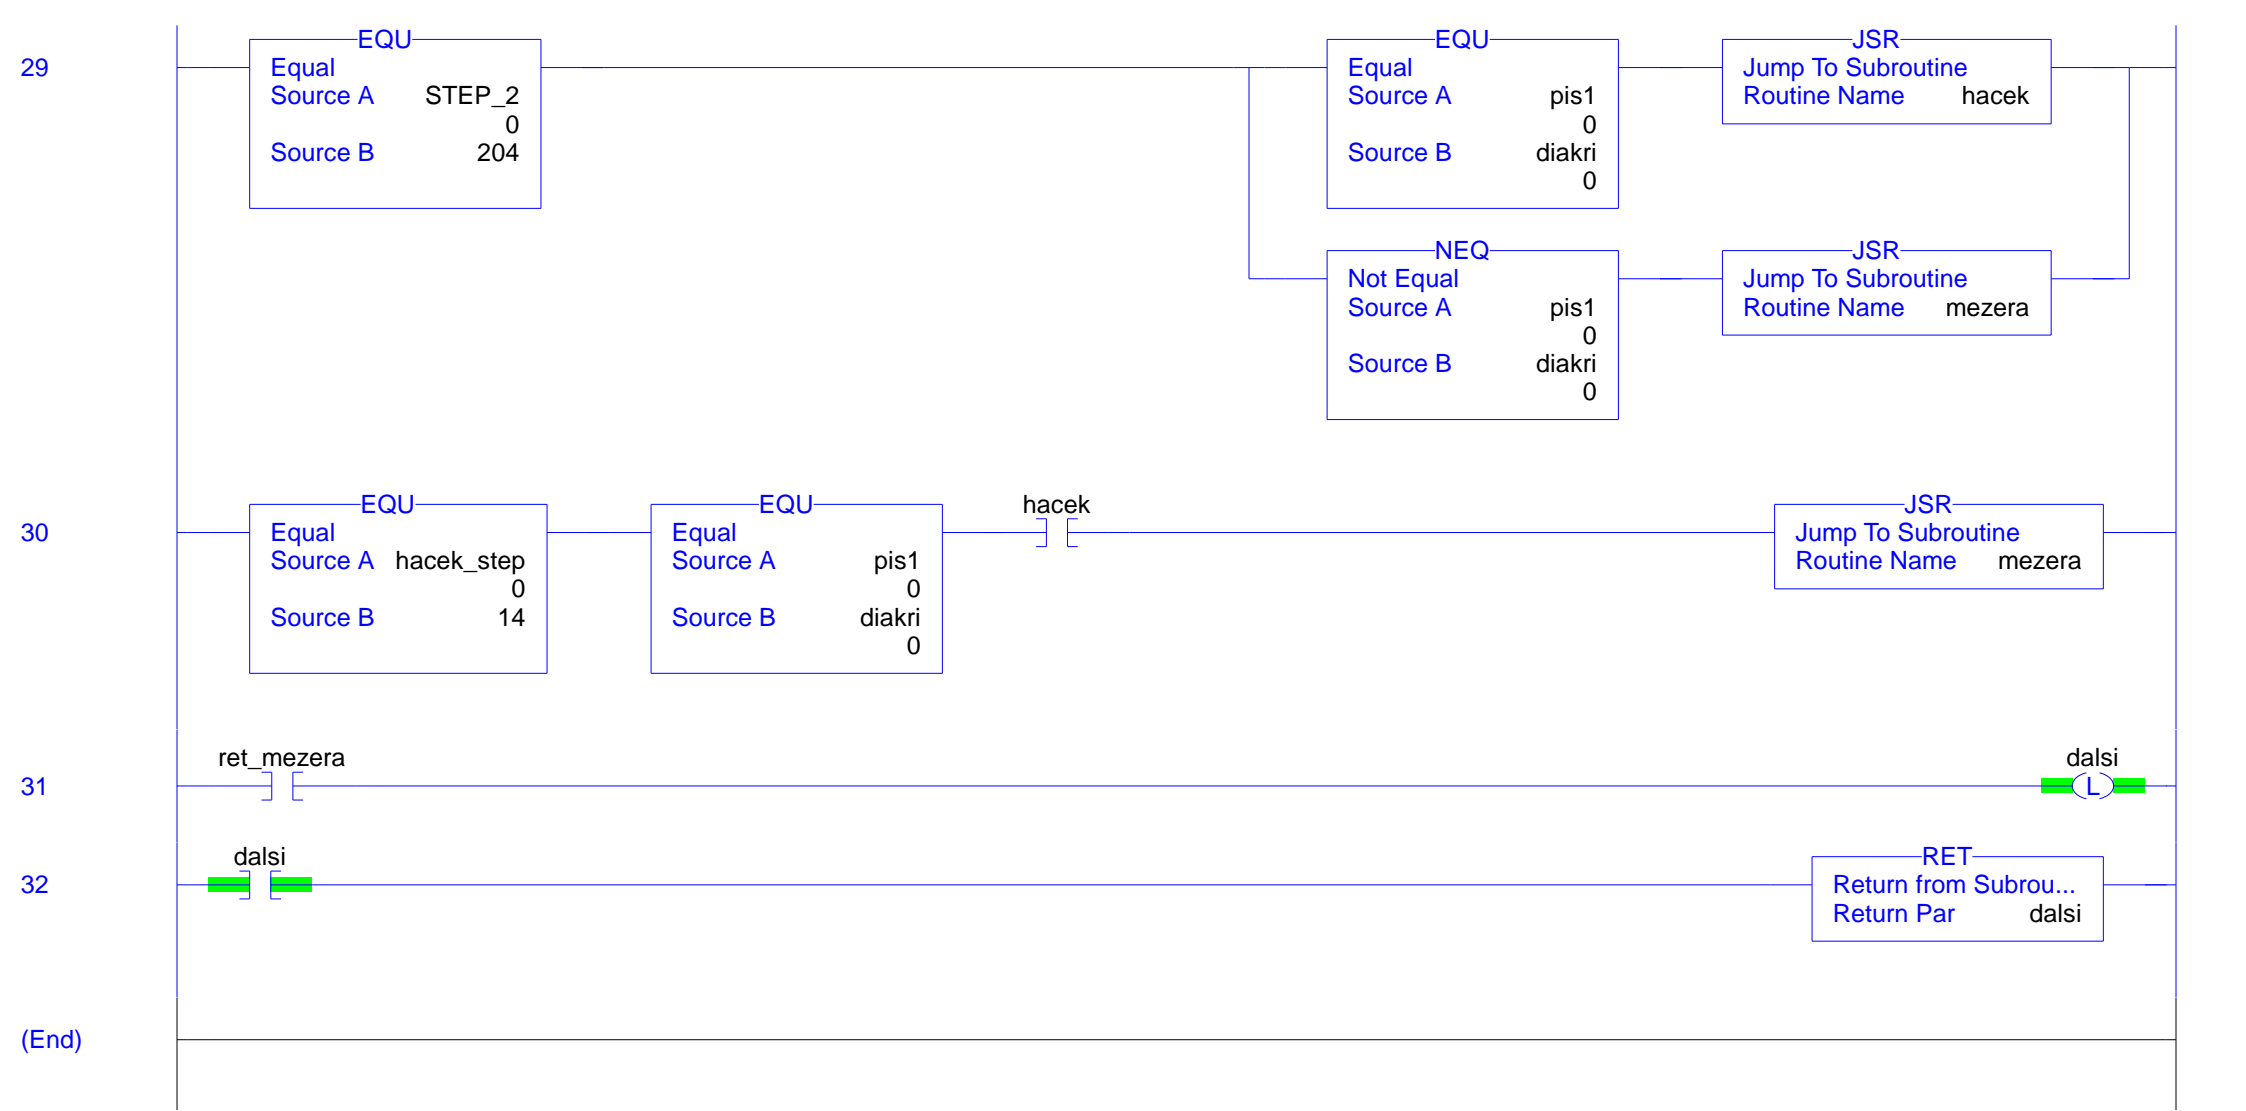 29
EQU
Equal
Source A STEP_2
0
Source B 204
EQU
Equal
Source A pis1
0
Source B diakri
0
JSR
Jump To Subroutine
Routine Name hacek
NEQ
Not Equal
Source A pis1
0
Source B diakri
0
JSR
Jump To Subroutine
Routine Name mezera
30
EQU
Equal
Source A hacek_step
0
Source B 14
EQU
Equal
Source A pis1
0
Source B diakri
0
hacek
JSR
Jump To Subroutine
Routine Name mezera
31
ret_mezera
dalsi
L
32
dalsi
RET
Return from Subrou...
Return Par dalsi
(End)